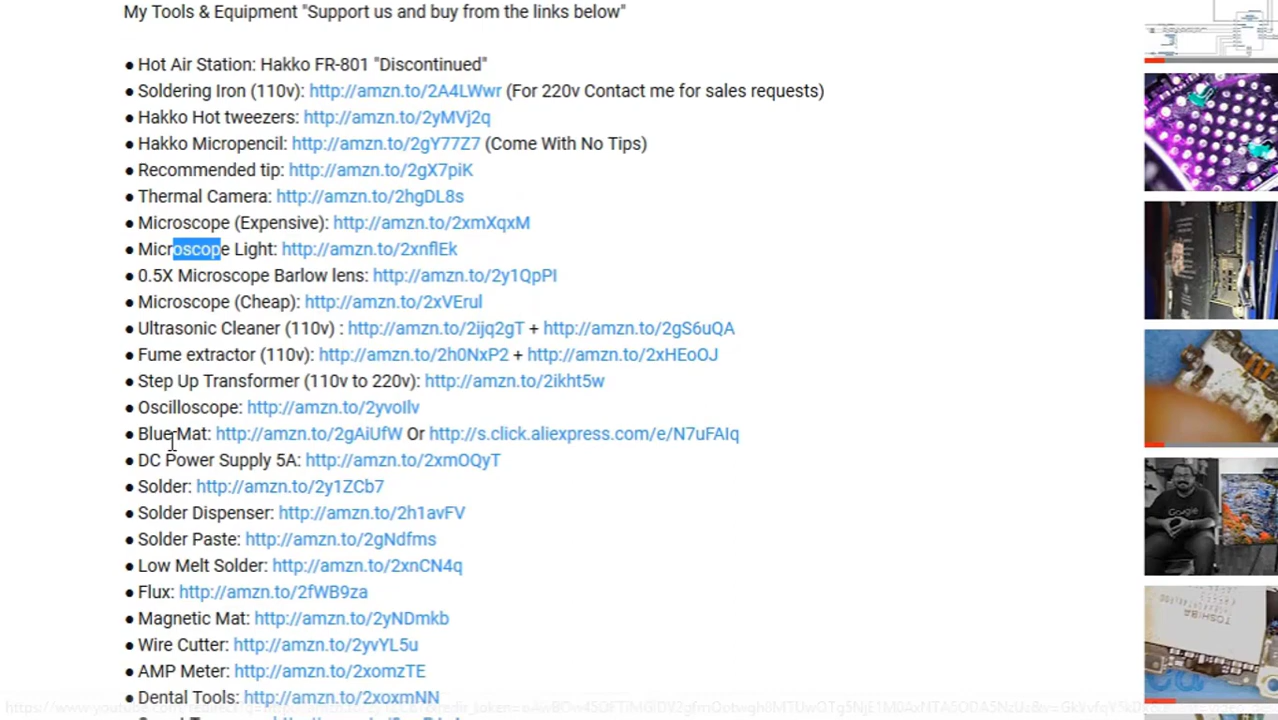 My Tools & Equipment "Support us and buy from the links below"
● Hot Air Station: Hakko FR-801 "Discontinued"
● Soldering Iron (110v): http://amzn.to/2A4LWwr (For 220v Contact me for sales requests)
● Hakko Hot tweezers: http://amzn.to/2yMVj2q
● Hakko Micropencil: http://amzn.to/2gY77Z7 (Come With No Tips)
● Recommended tip: http://amzn.to/2gX7piK
● Thermal Camera: http://amzn.to/2hgDL8s
● Microscope (Expensive): http://amzn.to/2xmXqxM
● Microscope Light: http://amzn.to/2xnflEk
● 0.5X Microscope Barlow lens: http://amzn.to/2y1QpPI
● Microscope (Cheap): http://amzn.to/2xVErul
● Ultrasonic Cleaner (110v) : http://amzn.to/2ijq2gT + http://amzn.to/2gS6uQA
● Fume extractor (110v): http://amzn.to/2h0NxP2 + http://amzn.to/2xHEoOJ
● Step Up Transformer (110v to 220v): http://amzn.to/2ikht5w
● Oscilloscope: http://amzn.to/2yvoIlv
● Blue Mat: http://amzn.to/2gAiUfW Or http://s.click.aliexpress.com/e/N7uFAIq
● DC Power Supply 5A: http://amzn.to/2xmOQyT
● Solder: http://amzn.to/2y1ZCb7
● Solder Dispenser: http://amzn.to/2h1avFV
● Solder Paste: http://amzn.to/2gNdfms
● Low Melt Solder: http://amzn.to/2xnCN4q
● Flux: http://amzn.to/2fWB9za
● Magnetic Mat: http://amzn.to/2yNDmkb
● Wire Cutter: http://amzn.to/2yvYL5u
● AMP Meter: http://amzn.to/2xomzTE
● Dental Tools: http://amzn.to/2xoxmNN
Google
TOSHIBA